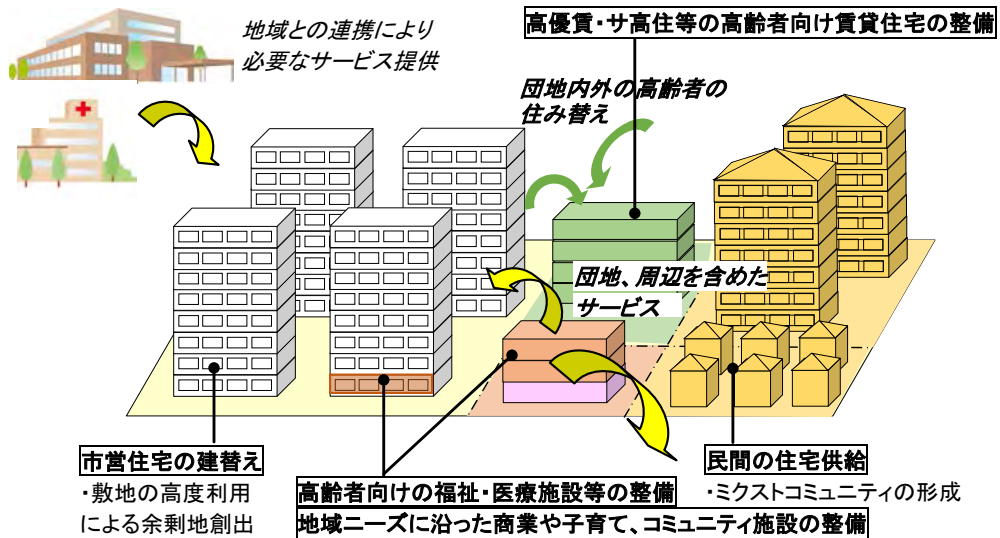 地域との連携により
必要なサービス提供
高優賃・サ高住等の高齢者向け賃貸住宅の整備
団地内外の高齢者の
住み替え
団地、周辺を含めた
サービス
市営住宅の建替え
・敷地の高度利用
による余剰地創出
高齢者向けの福祉・医療施設等の整備
地域ニーズに沿った商業や子育て、コミュニティ施設の整備
民間の住宅供給
・ミクストコミュニティの形成